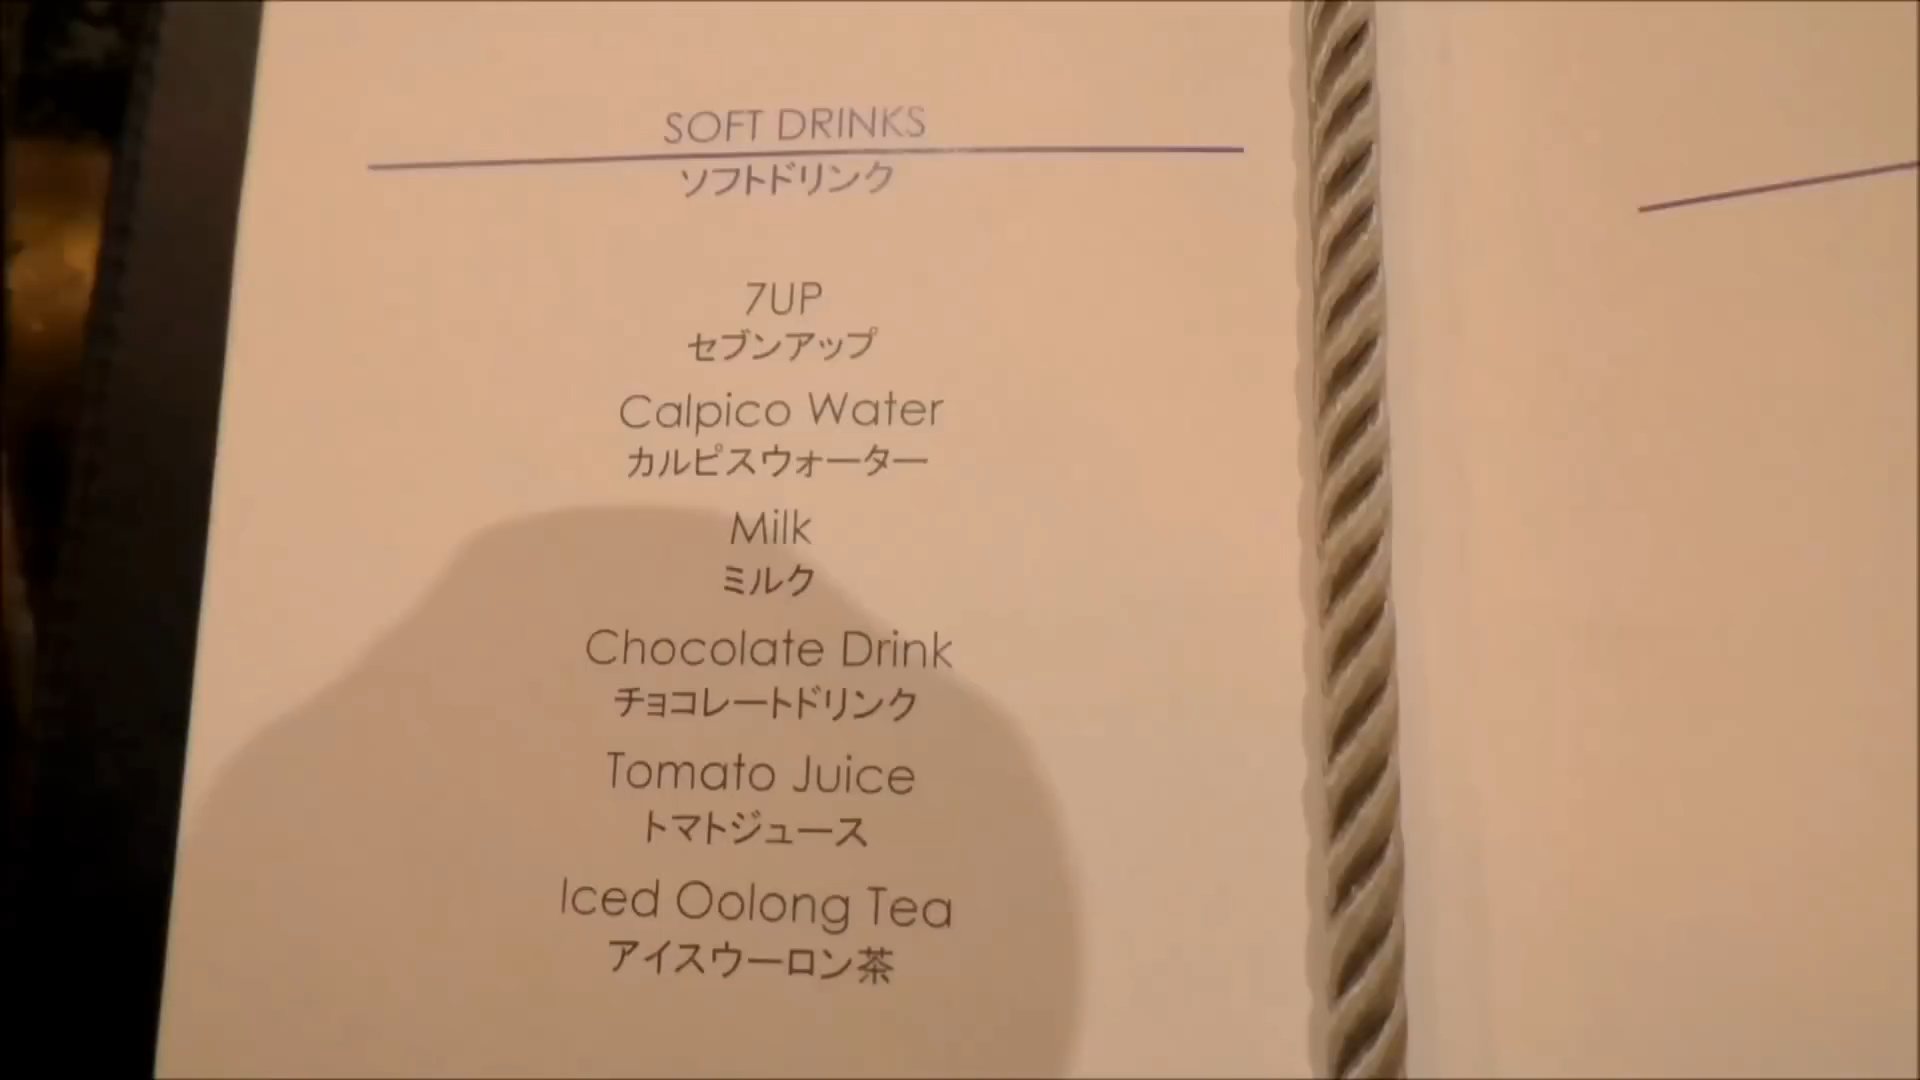 SOFT DRINKS
ソフトドリンク
7UP
セブンアップ
Calpico Water
カルピスウォーター
Milk
ミルク
Chocolate Drink
チョコレートドリンク
Tomato Juice
トマトジュース
Iced Oolong Tea
アイスウーロン茶